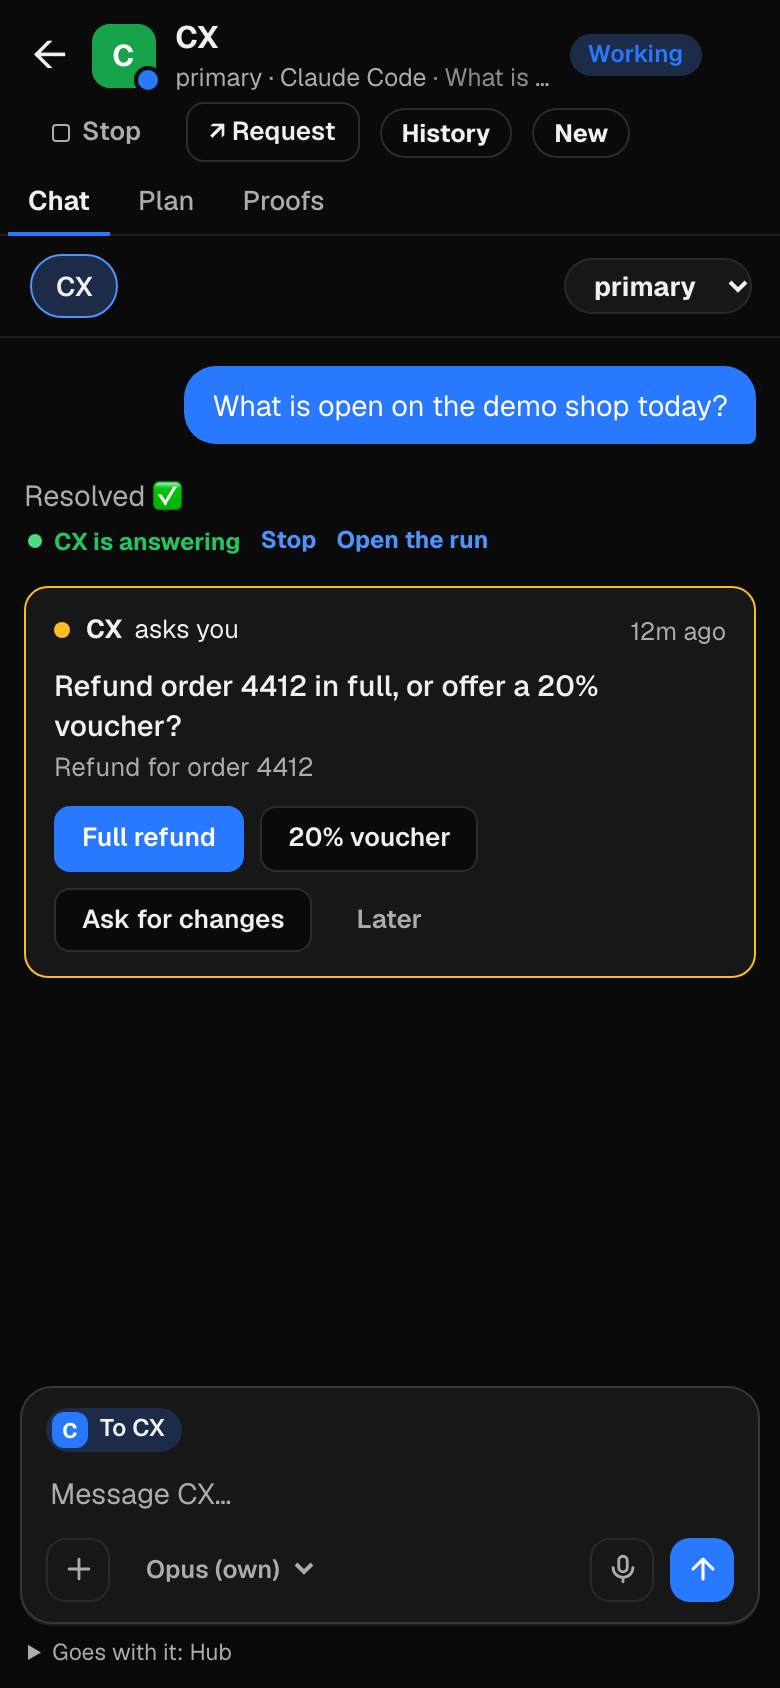 CX
C
primary · Claude Code · What is ...
Working
Stop
Request
History
New
Chat
Plan
Proofs
CX
primary
What is open on the demo shop today?
Resolved ✅
CX is answering
Stop
Open the run
CX asks you
12m ago
Refund order 4412 in full, or offer a 20%
voucher?
Refund for order 4412
Full refund
20% voucher
Ask for changes
Later
C
To CX
Message CX...
Opus (own)
Goes with it: Hub